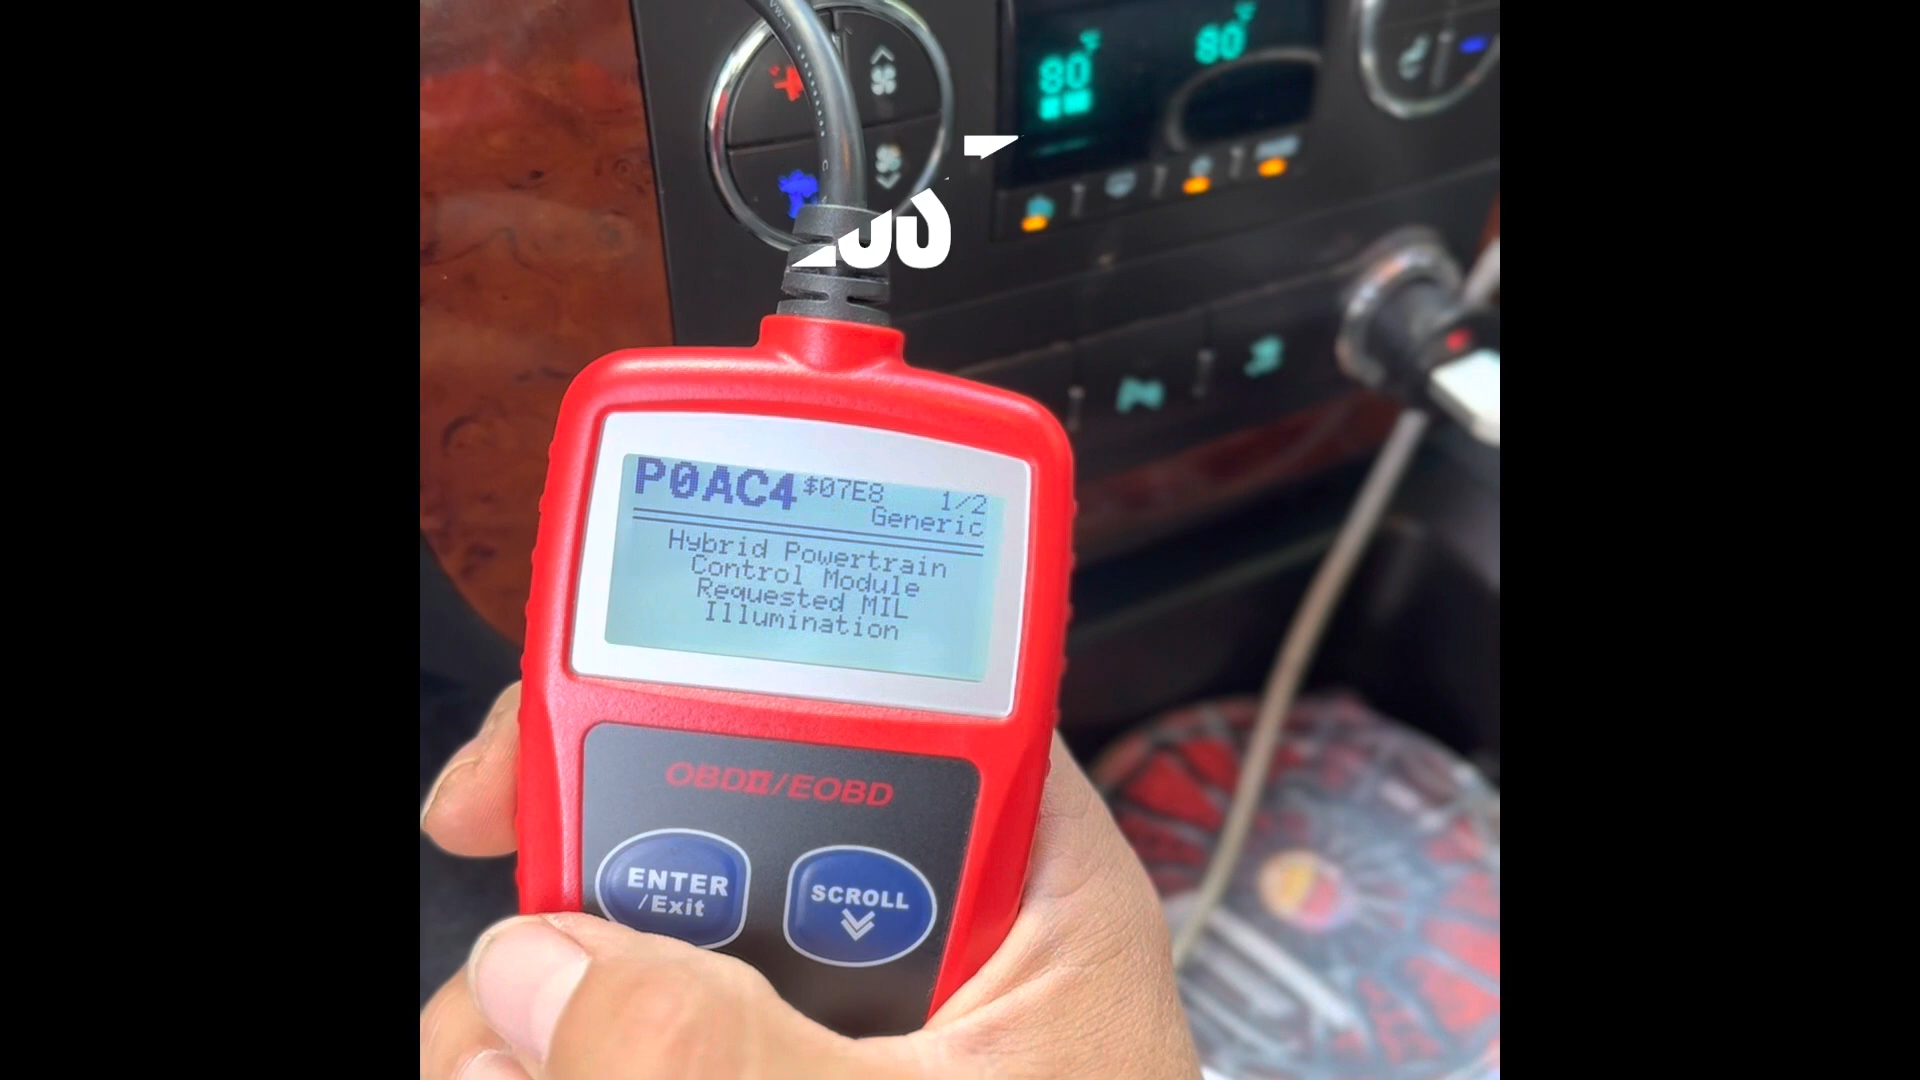 80°F
80°F
P0AC4 $07E8 1/2
Generic
Hybrid Powertrain
Control Module
Requested MIL
Illumination
OBDII/EOBD
ENTER
/Exit
SCROLL